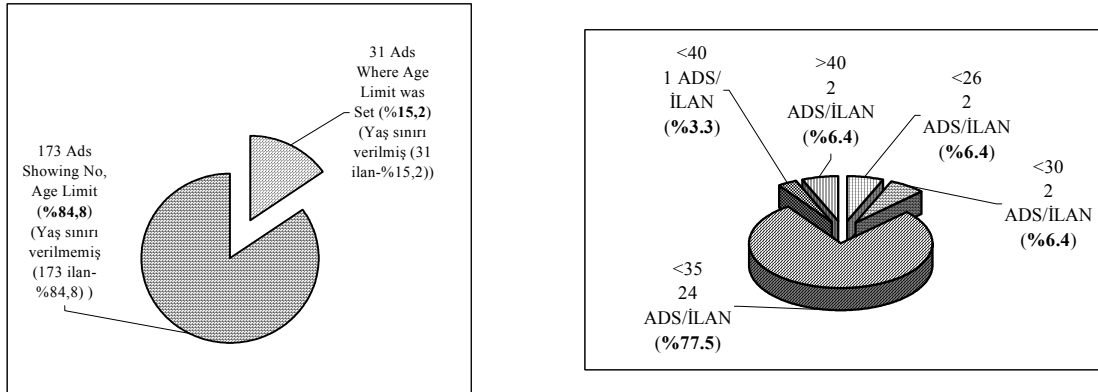 31 Ads
Where Age
Limit was
Set (%15,2)
(Yaş sınırı
verilmiş (31
ilan-%15,2))
173 Ads
Showing No,
Age Limit
(%84,8)
(Yaş sınırı
verilmemiş
(173 ilan-
%84,8) )
<40
1 ADS/
İLAN
(%3.3)
>40
2
ADS/İLAN
(%6.4)
<26
2
ADS/İLAN
(%6.4)
<30
2
ADS/İLAN
(%6.4)
<35
24
ADS/İLAN
(%77.5)